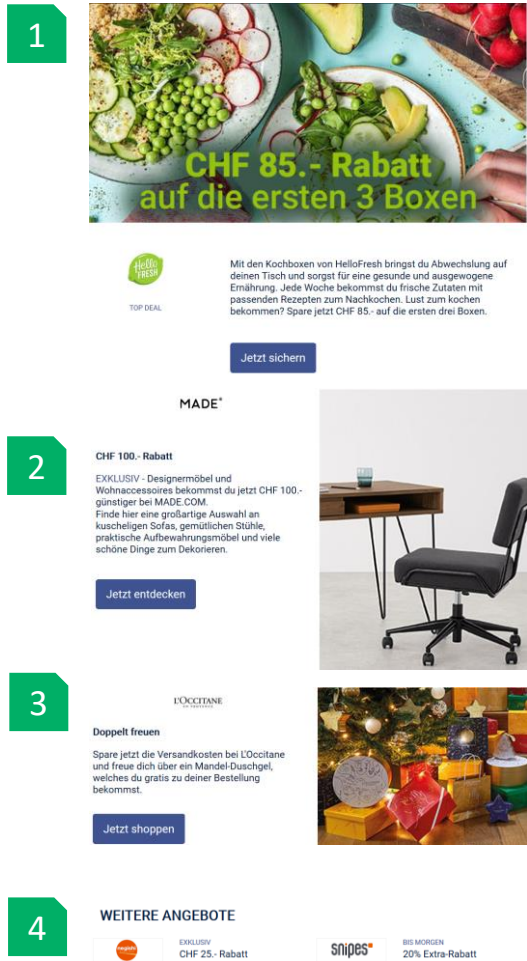 1
CHF 85.- Rabatt
auf die ersten 3 Boxen
Hello
FRESH
TOP DEAL
Mit den Kochboxen von HelloFresh bringst du Abwechslung auf
deinen Tisch und sorgst für eine gesunde und ausgewogene
Ernährung. Jede Woche bekommst du frische Zutaten mit
passenden Rezepten zum Nachkochen. Lust zum kochen
bekommen? Spare jetzt CHF 85.- auf die ersten drei Boxen.
Jetzt sichern
2
MADE
CHF 100.- Rabatt
EXKLUSIV - Designermöbel und
Wohnaccessoires bekommst du jetzt CHF 100.-
günstiger bei MADE.COM.
Finde hier eine großartige Auswahl an
kuscheligen Sofas, gemütlichen Stühle,
praktische Aufbewahrungsmöbel und viele
schöne Dinge zum Dekorieren.
Jetzt entdecken
3
L'OCCITANE
EN PROVENCE
Doppelt freuen
Spare jetzt die Versandkosten bei L'Occitane
und freue dich über ein Mandel-Duschgel,
welches du gratis zu deiner Bestellung
bekommst.
Jetzt shoppen
4
WEITERE ANGEBOTE
EXKLUSIV
CHF 25.- Rabatt
snipes
BIS MORGEN
20% Extra-Rabatt